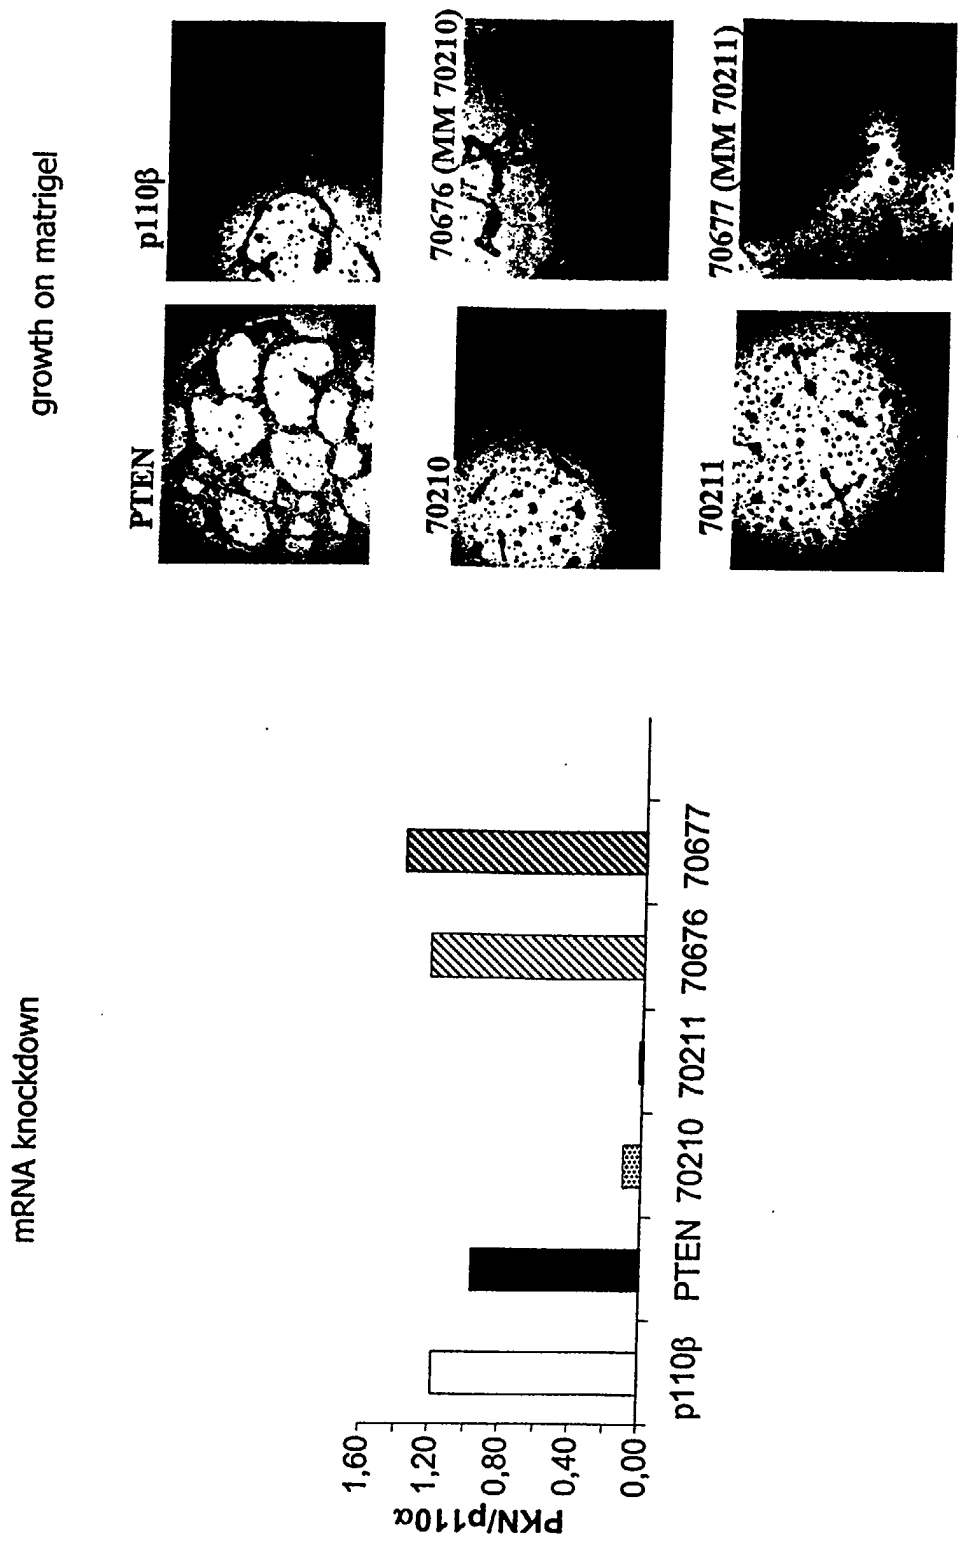 mRNA knockdown
PKN/p110α
1,60
1,20
0,80
0,40
0,00
p110β PTEN 70210 70211 70676 70677
growth on matrigel
PTEN
p110β
70210
70676 (MM 70210)
70211
70677 (MM 70211)